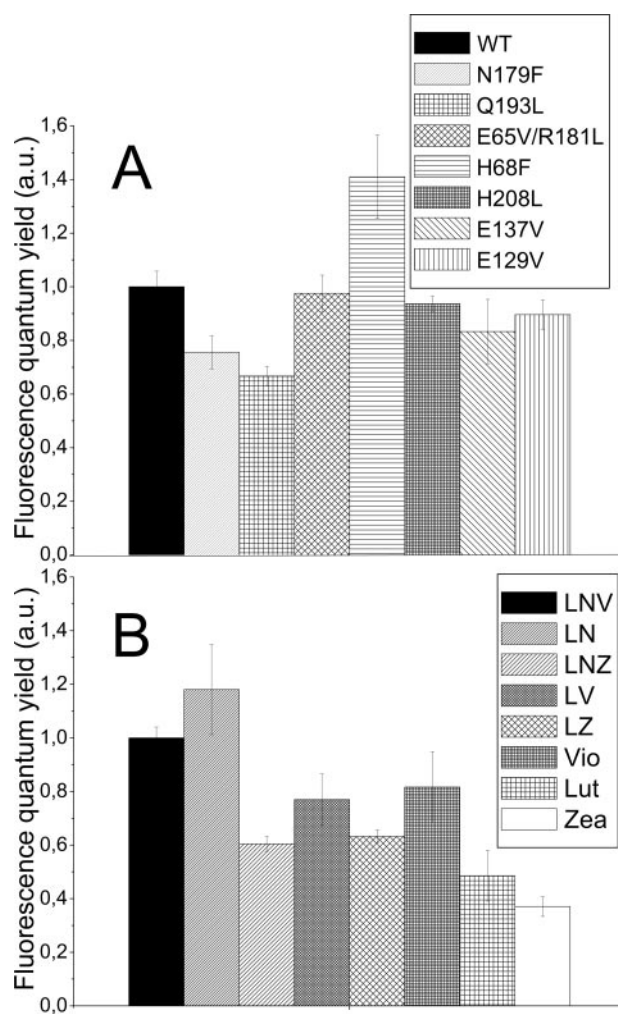 WT
N179F
Q193L
E65V/R181L
H68F
H208L
E137V
E129V
A
Fluorescence quantum yield (a.u.)
1,6
1,4
1,2
1,0
0,8
0,6
0,4
0,2
0,0
LNV
LN
LNZ
LV
LZ
Vio
Lut
Zea
B
Fluorescence quantum yield (a.u.)
1,6
1,4
1,2
1,0
0,8
0,6
0,4
0,2
0,0